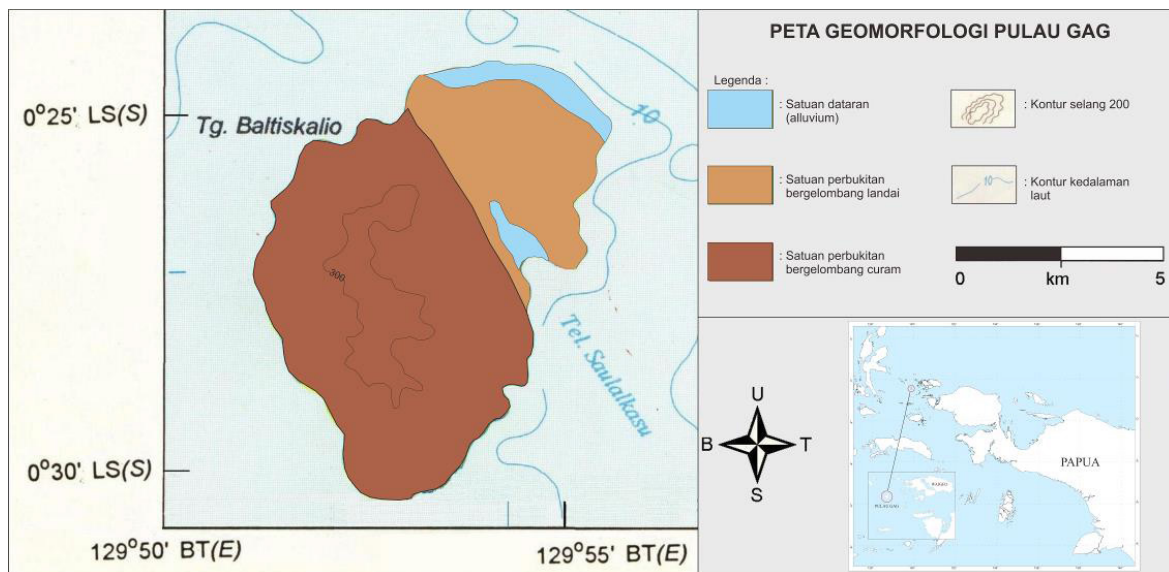 PETA GEOMORFOLOGI PULAU GAG
Legenda :
: Satuan dataran
(alluvium)
: Satuan perbukitan
bergelombang landai
: Satuan perbukitan
bergelombang curam
: Kontur selang 200
10
: Kontur kedalaman
laut
0 km 5
0°25' LS(S)
0°30' LS(S)
129°50' BT(E)
129°55' BT(E)
Tg. Baltiskalio
10
300
Tel. Saulalkasu
U
B
T
S
PAPUA